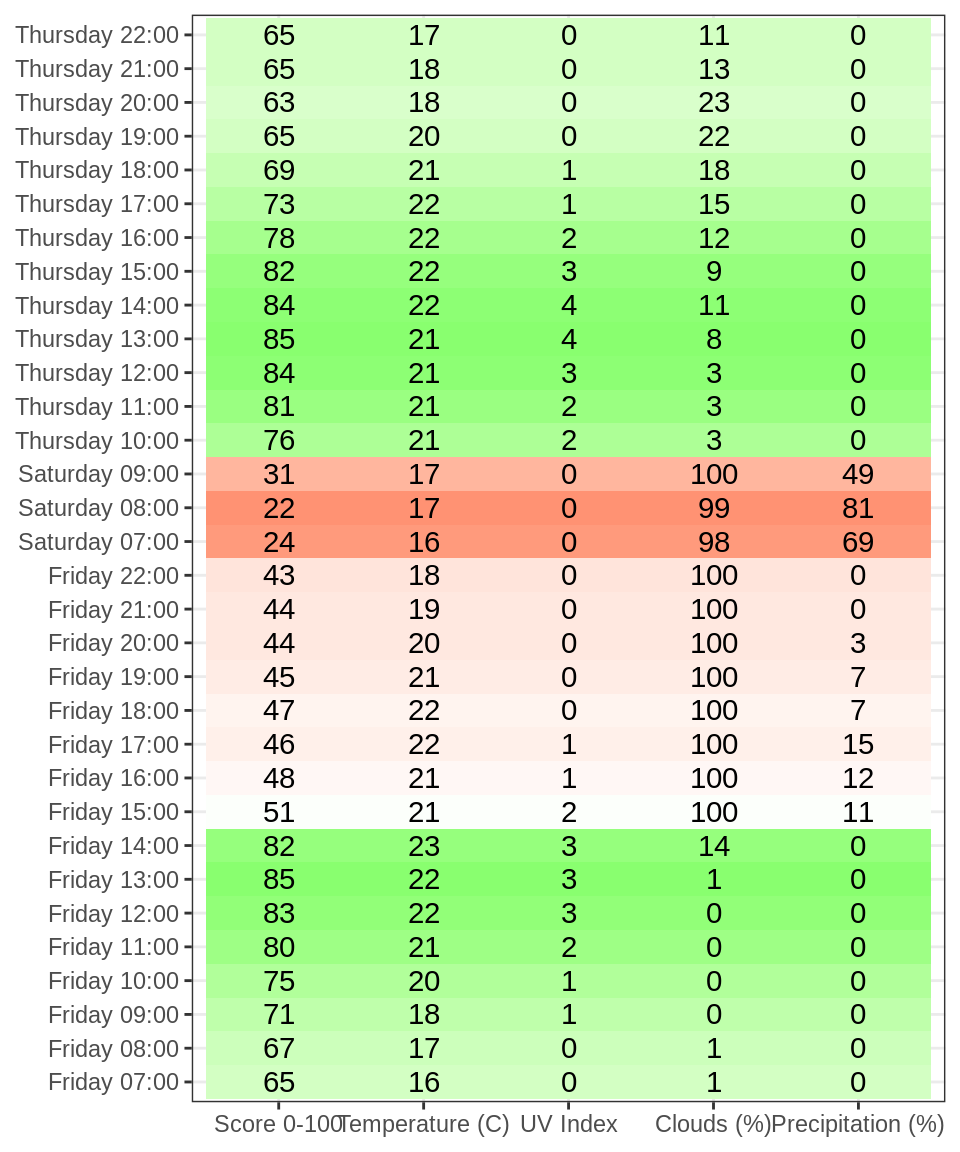 Thursday 22:00 65 17 0 11 0
Thursday 21:00 65 18 0 13 0
Thursday 20:00 63 18 0 23 0
Thursday 19:00 65 20 0 22 0
Thursday 18:00 69 21 1 18 0
Thursday 17:00 73 22 1 15 0
Thursday 16:00 78 22 2 12 0
Thursday 15:00 82 22 3 9 0
Thursday 14:00 84 22 4 11 0
Thursday 13:00 85 21 4 8 0
Thursday 12:00 84 21 3 3 0
Thursday 11:00 81 21 2 3 0
Thursday 10:00 76 21 2 3 0
Saturday 09:00 31 17 0 100 49
Saturday 08:00 22 17 0 99 81
Saturday 07:00 24 16 0 98 69
Friday 22:00 43 18 0 100 0
Friday 21:00 44 19 0 100 0
Friday 20:00 44 20 0 100 3
Friday 19:00 45 21 0 100 7
Friday 18:00 47 22 0 100 7
Friday 17:00 46 22 1 100 15
Friday 16:00 48 21 1 100 12
Friday 15:00 51 21 2 100 11
Friday 14:00 82 23 3 14 0
Friday 13:00 85 22 3 1 0
Friday 12:00 83 22 3 0 0
Friday 11:00 80 21 2 0 0
Friday 10:00 75 20 1 0 0
Friday 09:00 71 18 1 0 0
Friday 08:00 67 17 0 1 0
Friday 07:00 65 16 0 1 0
Score 0-100 Temperature (C) UV Index Clouds (%) Precipitation (%)